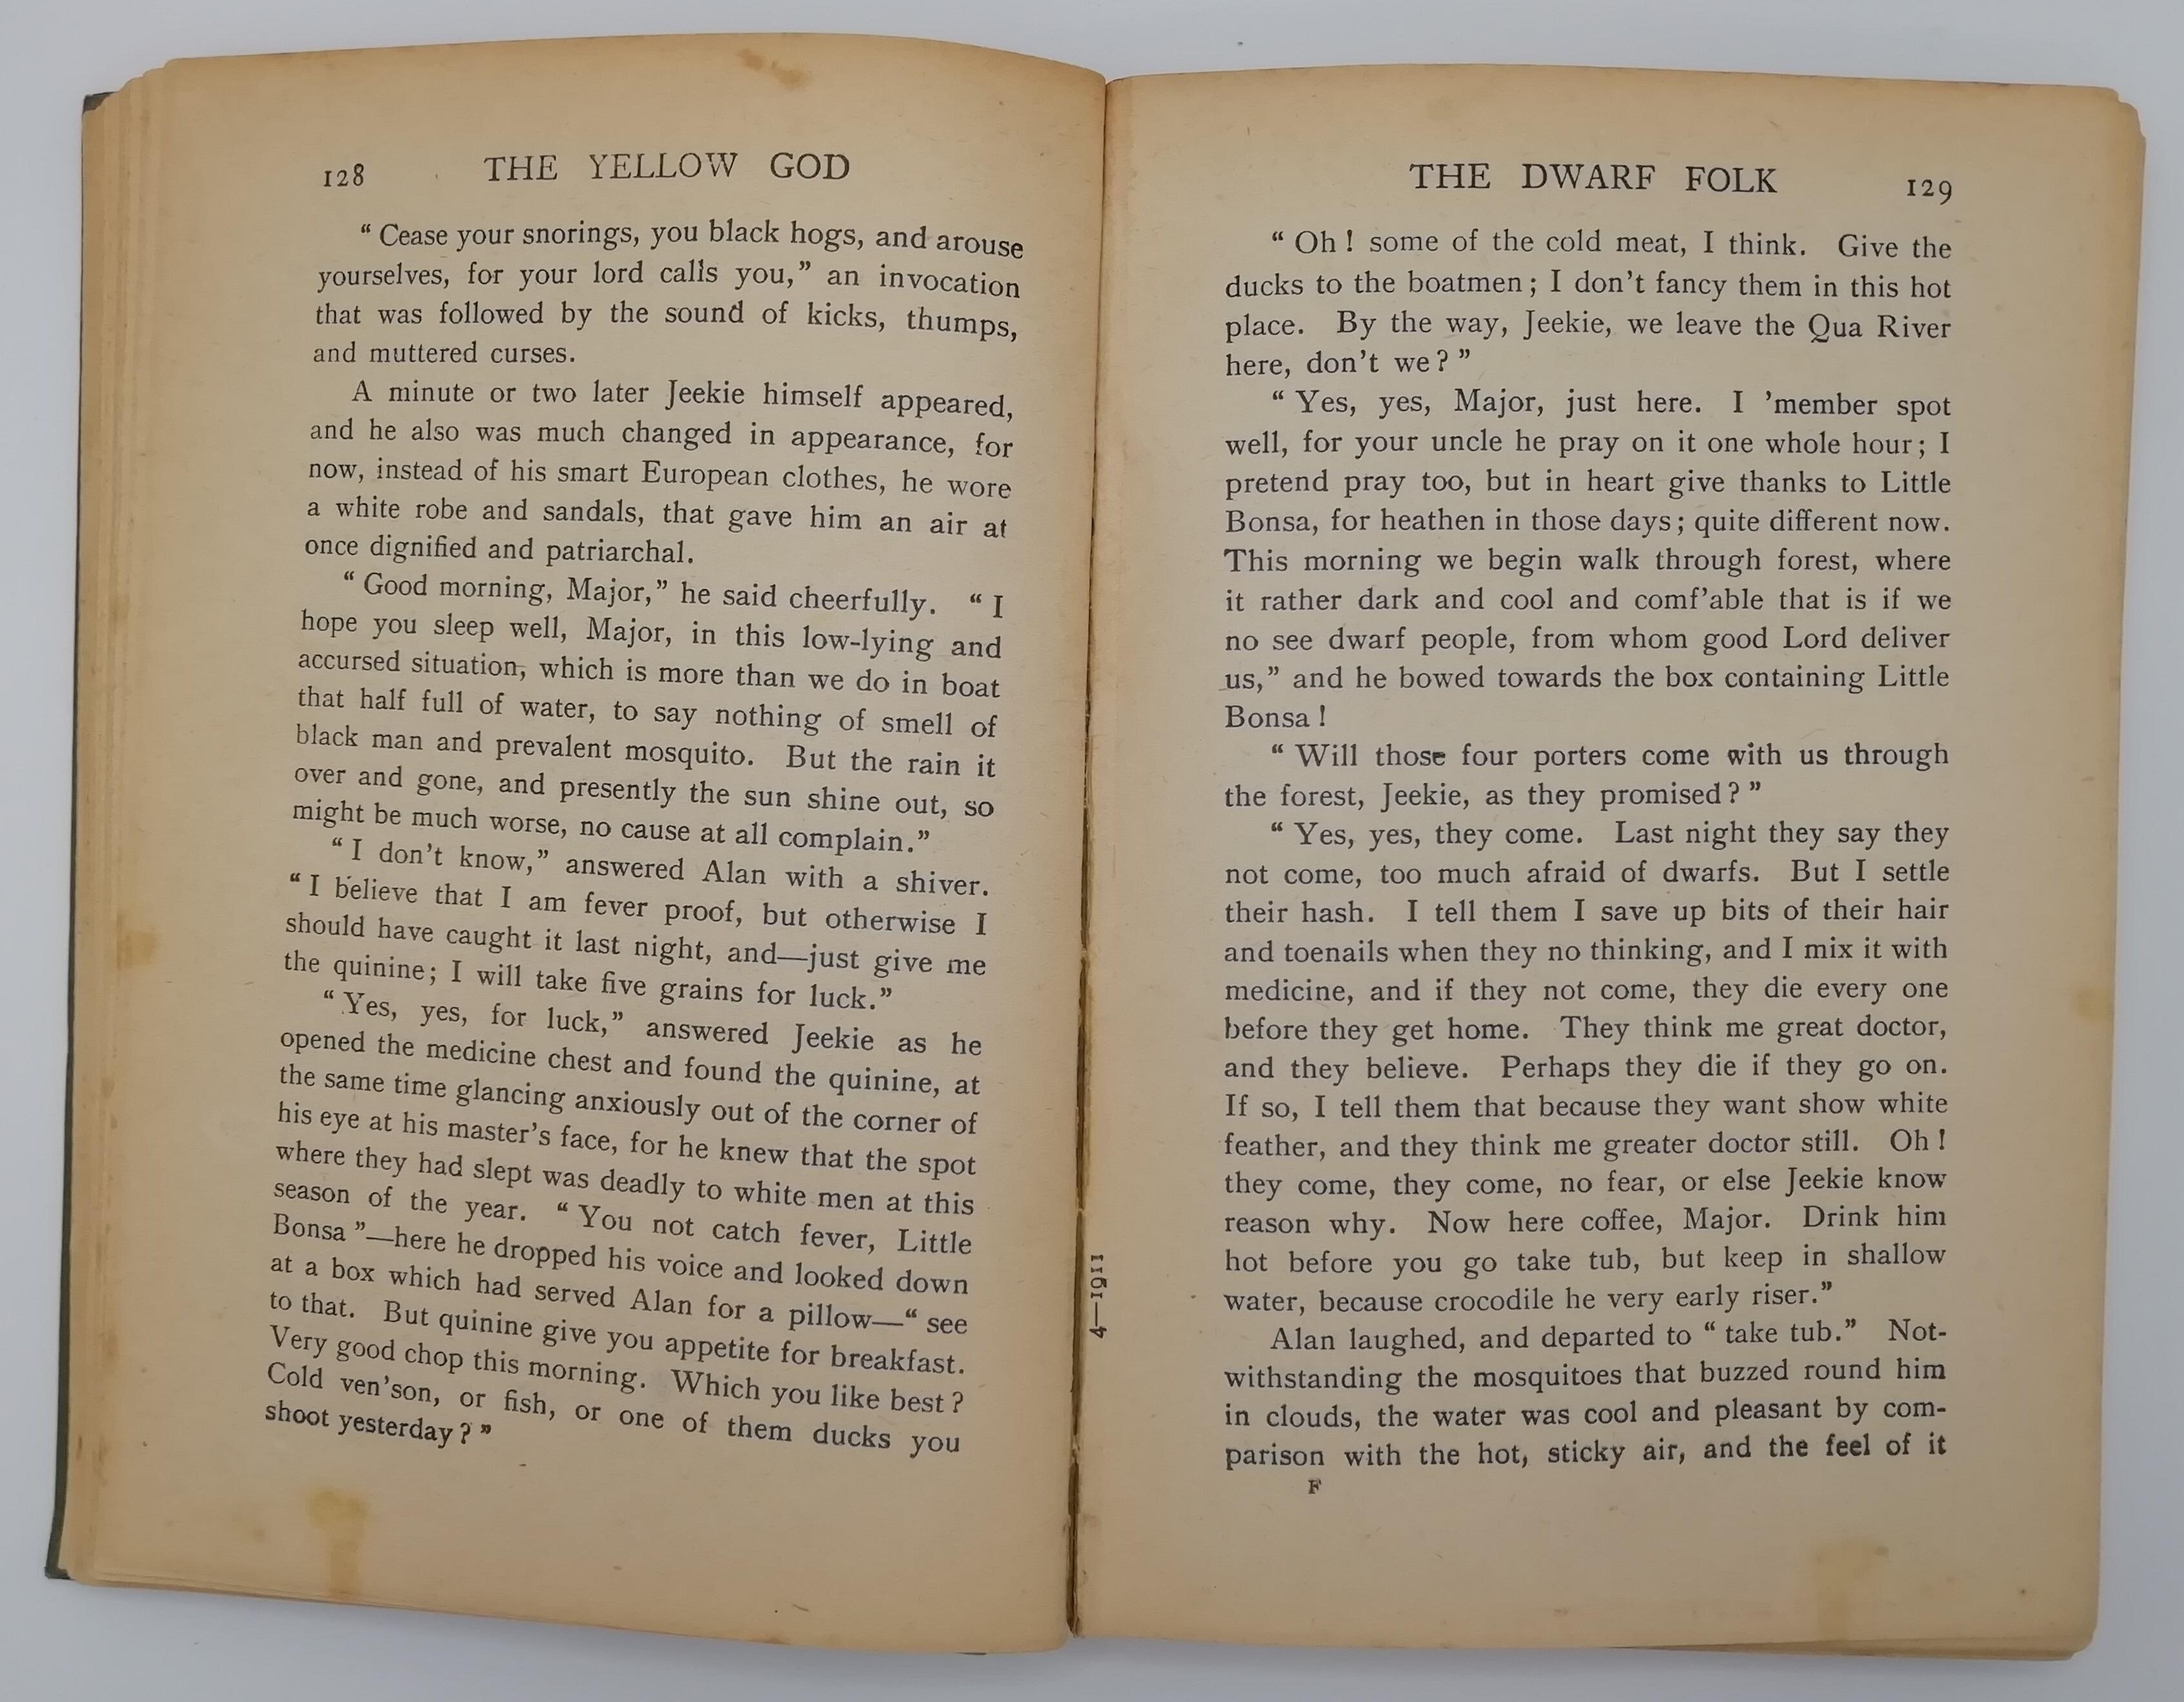 128 THE YELLOW GOD
“ Cease your snorings, you black hogs, and arouse
yourselves, for your lord calls you,” an invocation
that was followed by the sound of kicks, thumps,
and muttered curses.
A minute or two later Jeekie himself appeared,
and he also was much changed in appearance, for
now, instead of his smart European clothes, he wore
a white robe and sandals, that gave him an air at
once dignified and patriarchal.
“ Good morning, Major,” he said cheerfully. “ I
hope you sleep well, Major, in this low-lying and
accursed situation, which is more than we do in boat
that half full of water, to say nothing of smell of
black man and prevalent mosquito. But the rain it
over and gone, and presently the sun shine out, so
might be much worse, no cause at all complain.”
“ I don’t know,” answered Alan with a shiver.
“ I believe that I am fever proof, but otherwise I
should have caught it last night, and—just give me
the quinine; I will take five grains for luck.”
“ Yes, yes, for luck,” answered Jeekie as he
opened the medicine chest and found the quinine, at
the same time glancing anxiously out of the corner of
his eye at his master’s face, for he knew that the spot
where they had slept was deadly to white men at this
season of the year. “ You not catch fever, Little
Bonsa ”—here he dropped his voice and looked down
at a box which had served Alan for a pillow—“ see
to that. But quinine give you appetite for breakfast.
Very good chop this morning. Which you like best ?
Cold ven’son, or fish, or one of them ducks you
shoot yesterday ? ”
4—1911
THE DWARF FOLK 129
“ Oh ! some of the cold meat, I think. Give the
ducks to the boatmen ; I don’t fancy them in this hot
place. By the way, Jeekie, we leave the Qua River
here, don’t we ? ”
“ Yes, yes, Major, just here. I ’member spot
well, for your uncle he pray on it one whole hour ; I
pretend pray too, but in heart give thanks to Little
Bonsa, for heathen in those days ; quite different now.
This morning we begin walk through forest, where
it rather dark and cool and comf’able that is if we
no see dwarf people, from whom good Lord deliver
us,” and he bowed towards the box containing Little
Bonsa !
“ Will those four porters come with us through
the forest, Jeekie, as they promised ? ”
“ Yes, yes, they come. Last night they say they
not come, too much afraid of dwarfs. But I settle
their hash. I tell them I save up bits of their hair
and toenails when they no thinking, and I mix it with
medicine, and if they not come, they die every one
before they get home. They think me great doctor,
and they believe. Perhaps they die if they go on.
If so, I tell them that because they want show white
feather, and they think me greater doctor still. Oh !
they come, they come, no fear, or else Jeekie know
reason why. Now here coffee, Major. Drink him
hot before you go take tub, but keep in shallow
water, because crocodile he very early riser.”
Alan laughed, and departed to “ take tub.” Not-
withstanding the mosquitoes that buzzed round him
in clouds, the water was cool and pleasant by com-
parison with the hot, sticky air, and the feel of it
F